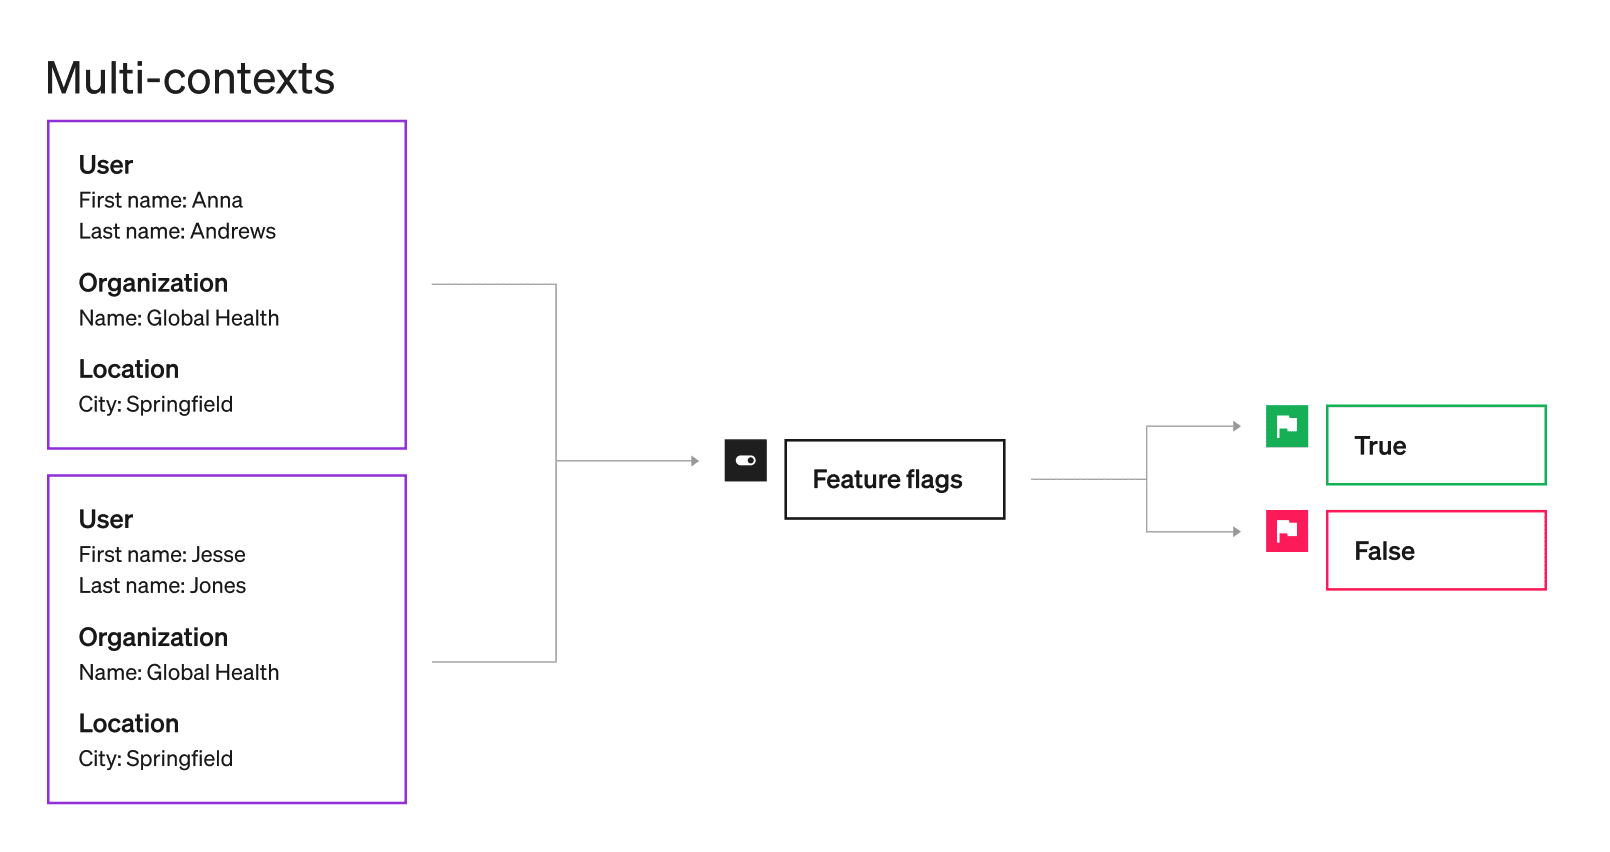 Multi-contexts
User
First name: Anna
Last name: Andrews
Organization
Name: Global Health
Location
City: Springfield
User
First name: Jesse
Last name: Jones
Organization
Name: Global Health
Location
City: Springfield
Feature flags
True
False